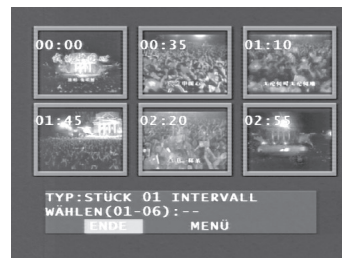 00:00 00:35 01:10
01:45 02:20 02:55
TYP:STÜCK 01 INTERVALL
WÄHLEN(01-06):--
ENDE MENÜ